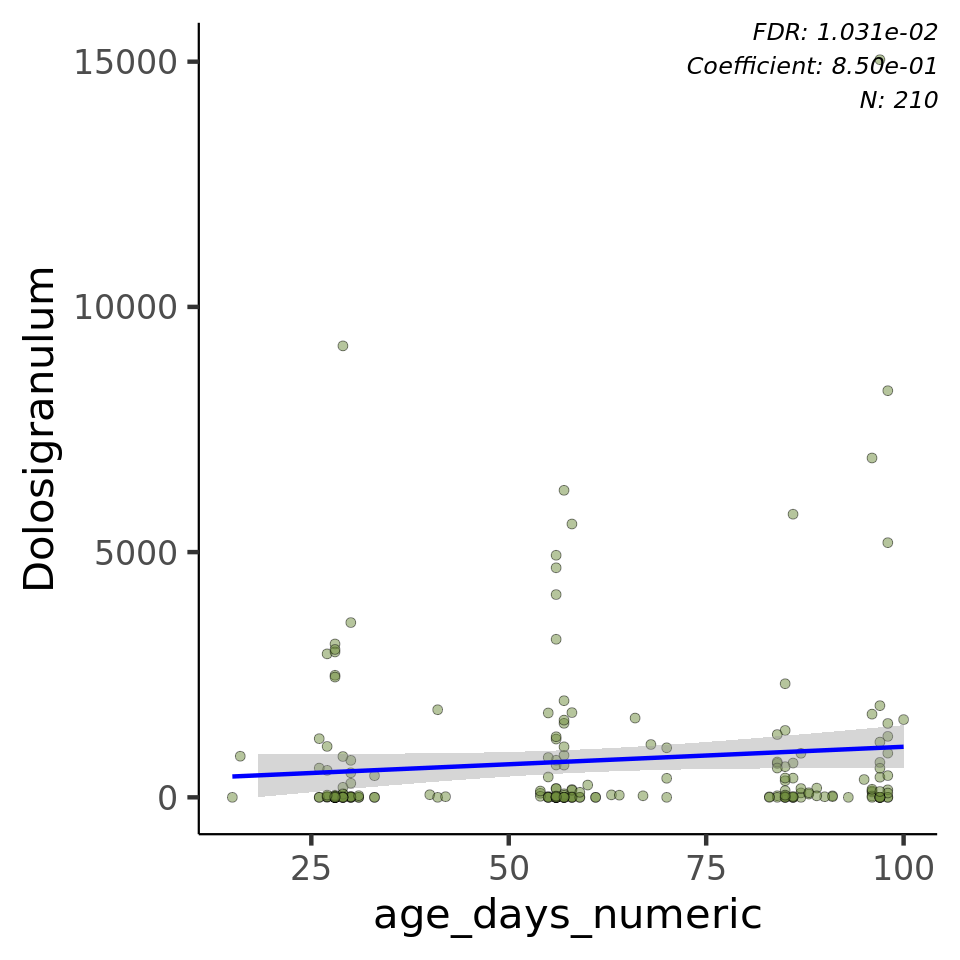 FDR: 1.031e-02
Coefficient: 8.50e-01
N: 210
15000
10000
5000
0
Dolosigranulum
25 50 75 100
age_days_numeric